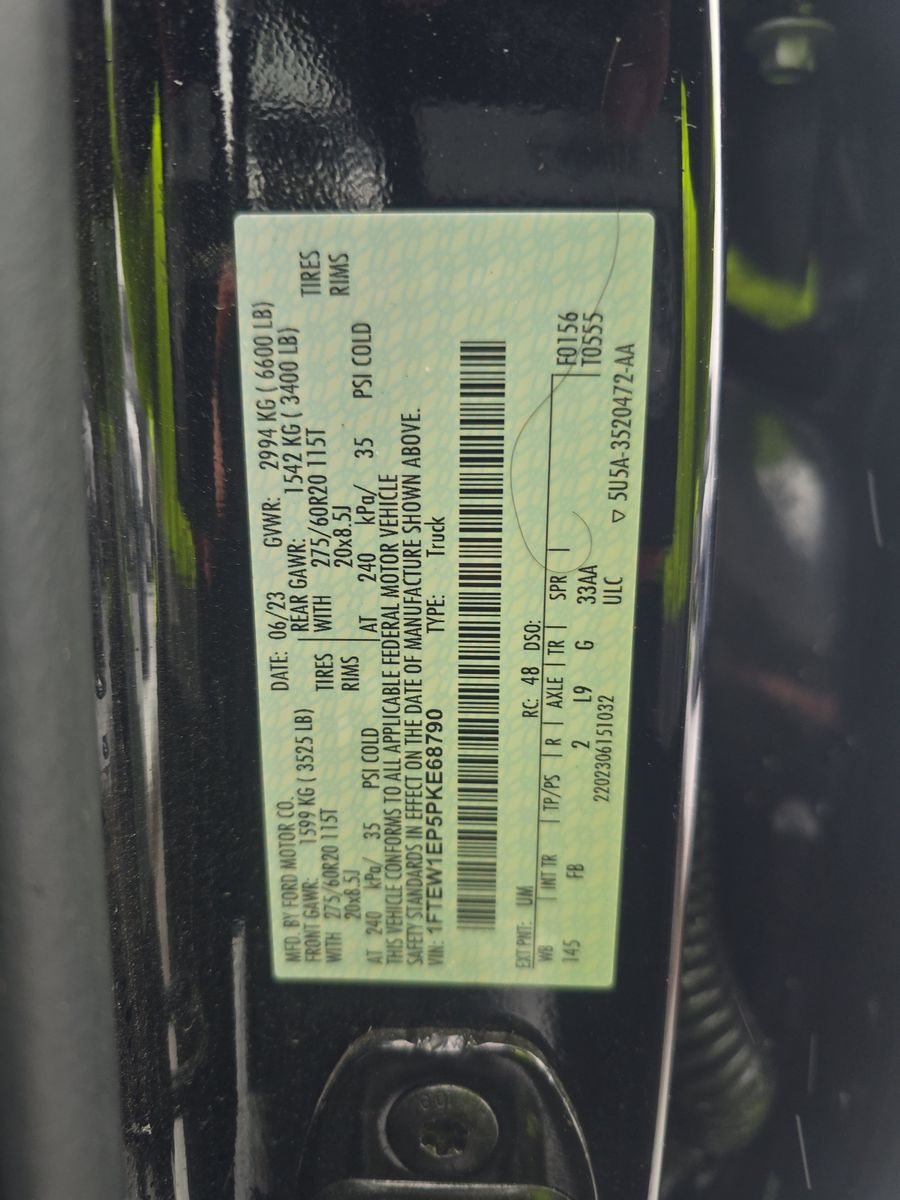 MFD. BY FORD MOTOR CO.
DATE: 06/23 GVWR: 2994 KG ( 6600 LB)
FRONT GAWR: 1599 KG ( 3525 LB) REAR GAWR: 1542 KG ( 3400 LB)
WITH 275/60R20 115T TIRES WITH 275/60R20 115T TIRES
20x8.5J RIMS 20x8.5J RIMS
AT 240 kPa/ 35 PSI COLD AT 240 kPa/ 35 PSI COLD
THIS VEHICLE CONFORMS TO ALL APPLICABLE FEDERAL MOTOR VEHICLE
SAFETY STANDARDS IN EFFECT ON THE DATE OF MANUFACTURE SHOWN ABOVE.
VIN: 1FTEW1EP5PKE68790 TYPE: Truck
EXT PNT: UM RC: 48 DSO: F0156
WB INT TR TP/PS R AXLE TR SPR T0555
145 FB 2 L9 G 33AA
2202306151032 ULC
▽ 5U5A-3520472-AA